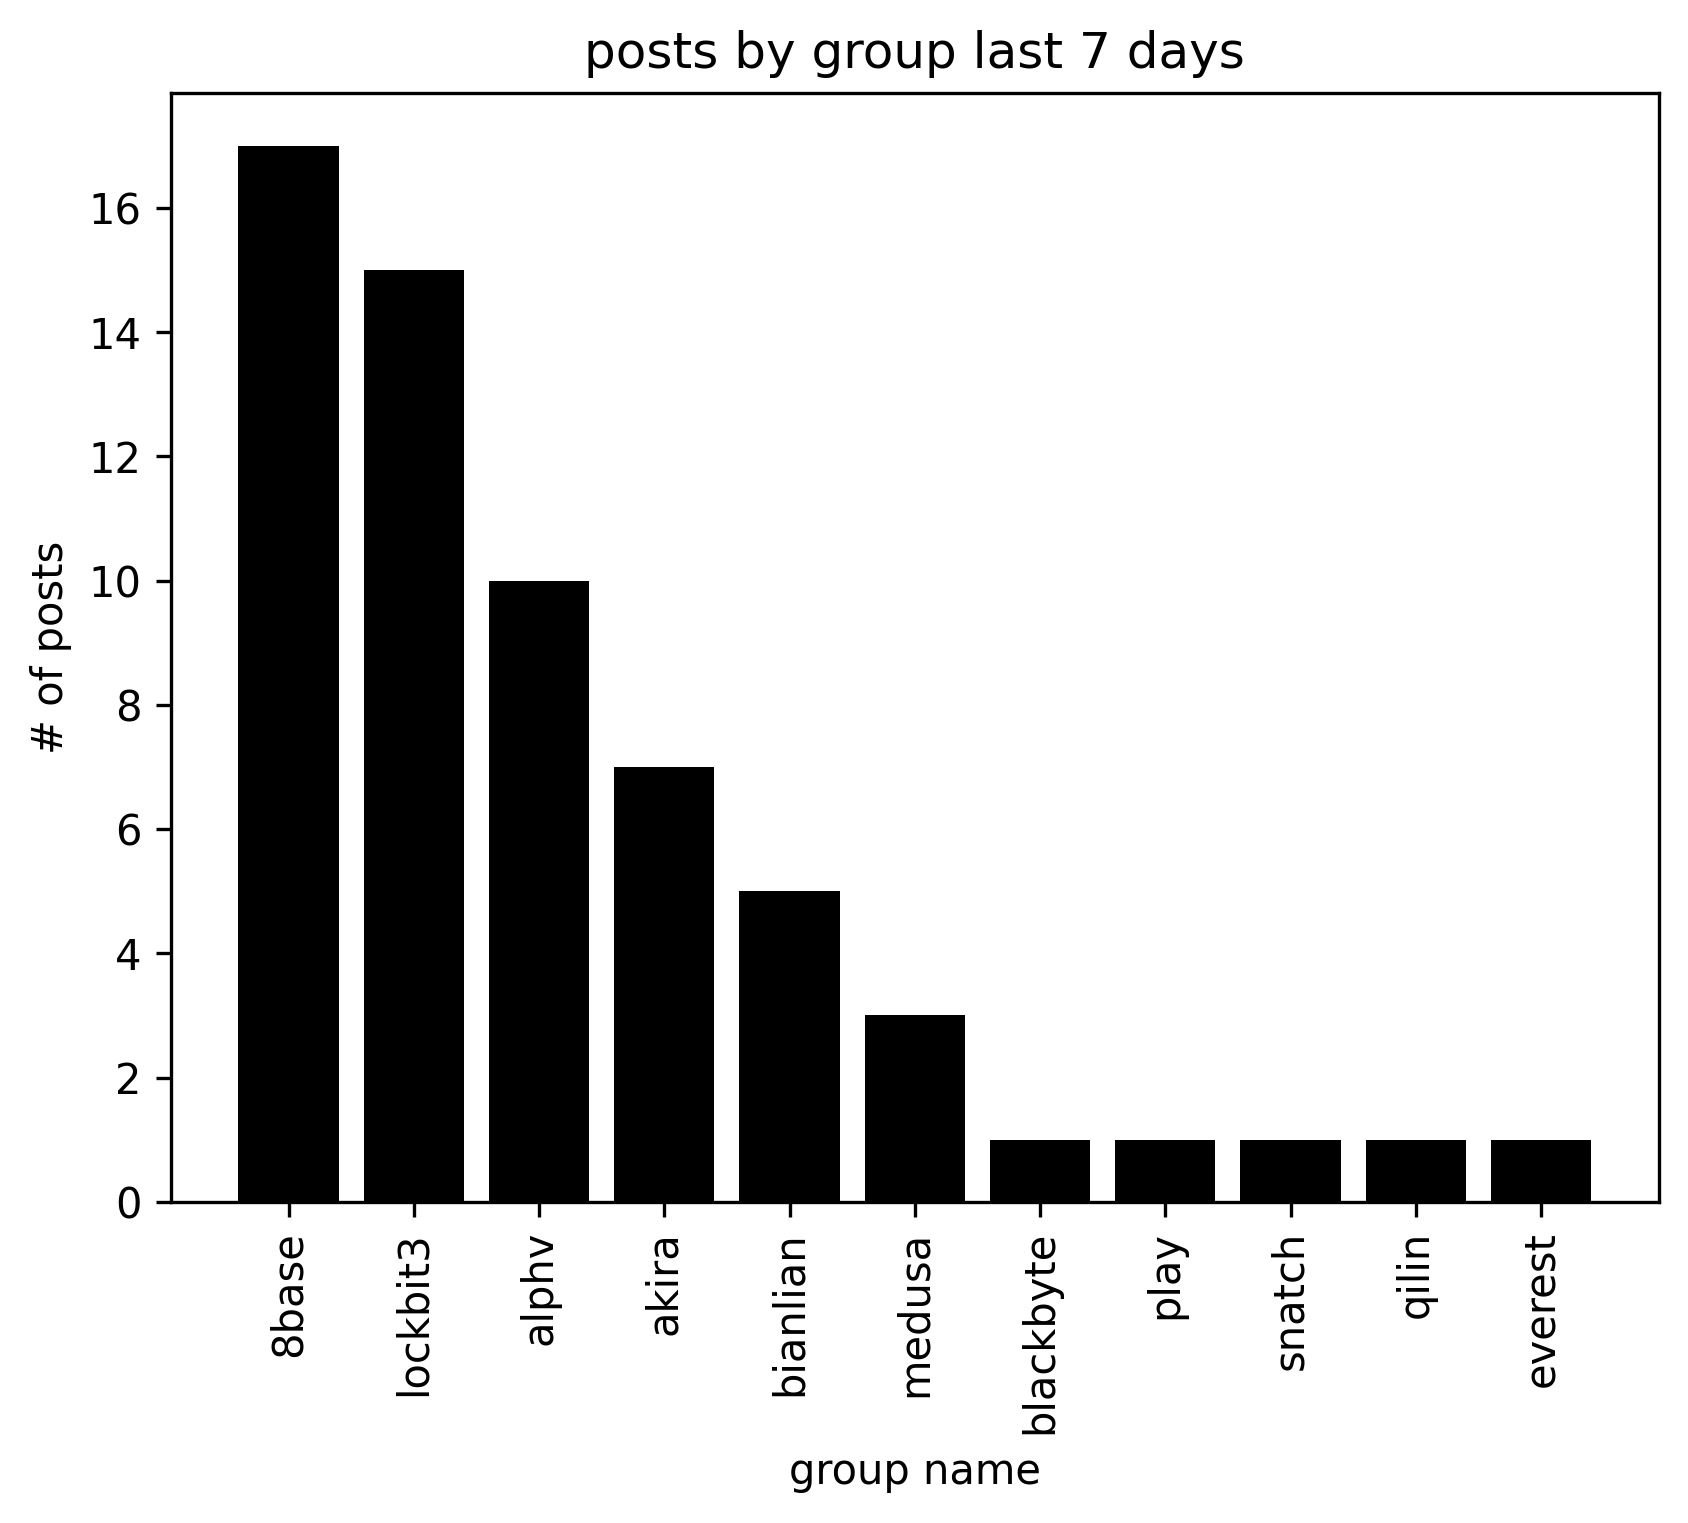 posts by group last 7 days
16
14
12
10
8
6
4
2
0
# of posts
8base
lockbit3
alphv
akira
bianlian
medusa
blackbyte
play
snatch
qilin
everest
group name